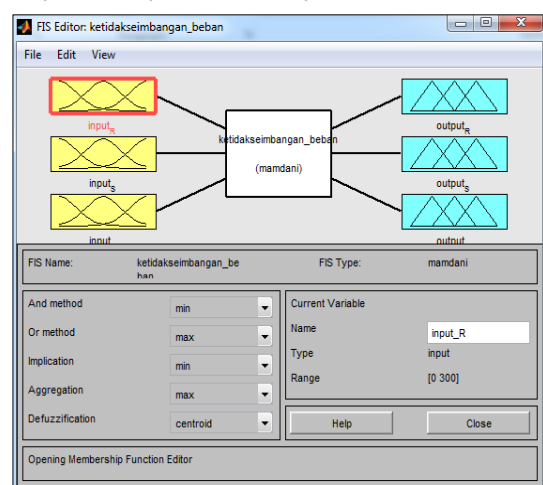 FIS Editor: ketidakseimbangan_beban
File Edit View
input_R
input_S
input
ketidakseimbangan_beban
(mamdani)
output_R
output_S
output
FIS Name:
ketidakseimbangan_be
ban
FIS Type:
mamdani
And method
min
Or method
max
Implication
min
Aggregation
max
Defuzzification
centroid
Current Variable
Name
input_R
Type
input
Range
[0 300]
Help
Close
Opening Membership Function Editor